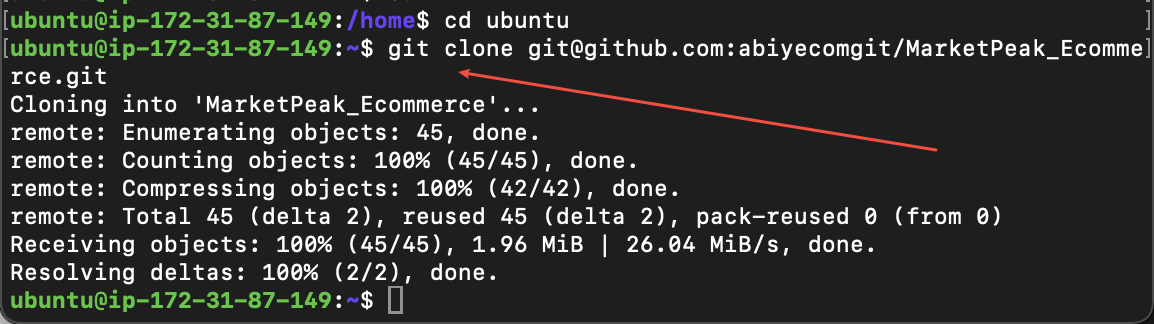 [ubuntu@ip-172-31-87-149:/home$ cd ubuntu ]
[ubuntu@ip-172-31-87-149:~$ git clone git@github.com:abiyecomgit/MarketPeak_Ecomme]
rce.git
Cloning into 'MarketPeak_Ecommerce'...
remote: Enumerating objects: 45, done.
remote: Counting objects: 100% (45/45), done.
remote: Compressing objects: 100% (42/42), done.
remote: Total 45 (delta 2), reused 45 (delta 2), pack-reused 0 (from 0)
Receiving objects: 100% (45/45), 1.96 MiB | 26.04 MiB/s, done.
Resolving deltas: 100% (2/2), done.
ubuntu@ip-172-31-87-149:~$